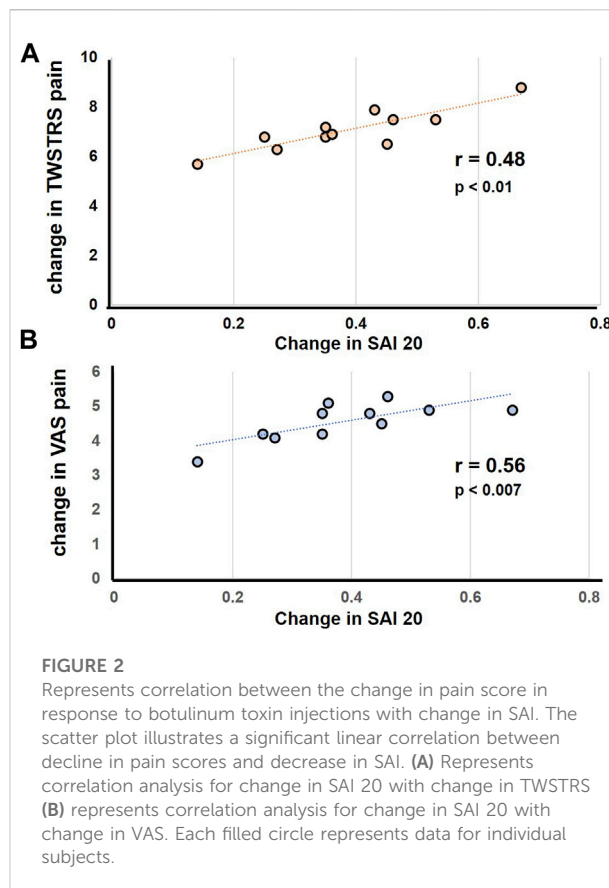 A
change in TWSTRS pain
10
8
6
4
2
0
r = 0.48
p < 0.01
0 0.2 0.4 0.6 0.8
Change in SAI 20
B
change in VAS pain
6
5
4
3
2
1
0
r = 0.56
p < 0.007
0 0.2 0.4 0.6 0.8
Change in SAI 20
FIGURE 2
Represents correlation between the change in pain score in
response to botulinum toxin injections with change in SAI. The
scatter plot illustrates a significant linear correlation between
decline in pain scores and decrease in SAI. (A) Represents
correlation analysis for change in SAI 20 with change in TWSTRS
(B) represents correlation analysis for change in SAI 20 with
change in VAS. Each filled circle represents data for individual
subjects.